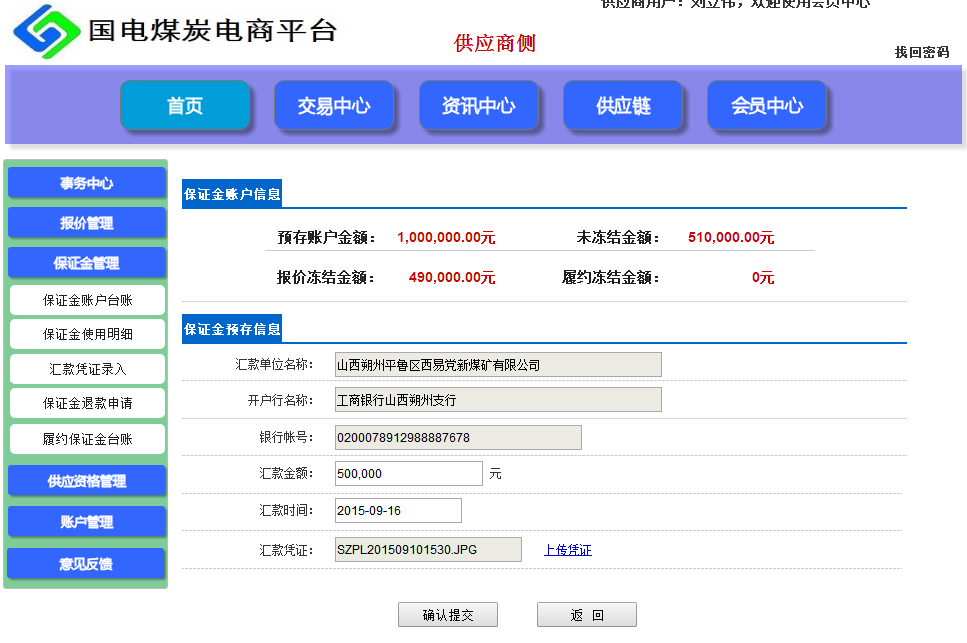 供应商用户：刘立伟，欢迎使用会员中心
国电煤炭电商平台
供应商侧
找回密码
首页 交易中心 资讯中心 供应链 会员中心
事务中心
报价管理
保证金管理
保证金账户台账
保证金使用明细
汇款凭证录入
保证金退款申请
履约保证金台账
供应资格管理
账户管理
意见反馈
保证金账户信息
预存账户金额： 1,000,000.00元 未冻结金额： 510,000.00元
报价冻结金额： 490,000.00元 履约冻结金额： 0元
保证金预存信息
汇款单位名称： 山西朔州平鲁区西易党新煤矿有限公司
开户行名称： 工商银行山西朔州支行
银行帐号： 0200078912988887678
汇款金额： 500,000 元
汇款时间： 2015-09-16
汇款凭证： SZPL201509101530.JPG 上传凭证
确认提交 返 回